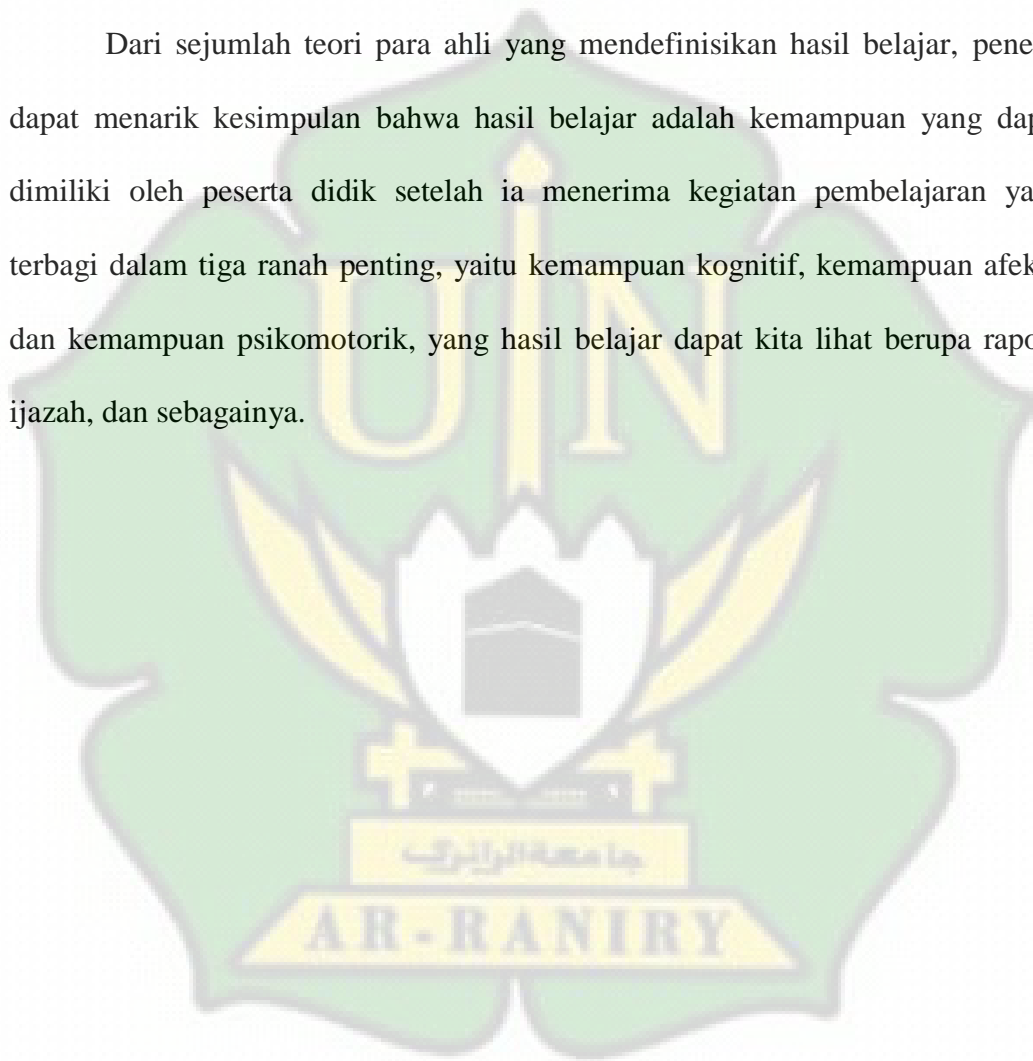 Dari sejumlah teori para ahli yang mendefinisikan hasil belajar, pene
dapat menarik kesimpulan bahwa hasil belajar adalah kemampuan yang dap
dimiliki oleh peserta didik setelah ia menerima kegiatan pembelajaran ya
terbagi dalam tiga ranah penting, yaitu kemampuan kognitif, kemampuan afek
dan kemampuan psikomotorik, yang hasil belajar dapat kita lihat berupa rapo
ijazah, dan sebagainya.
UIN
جامعة الرانري
AR-RANIRY